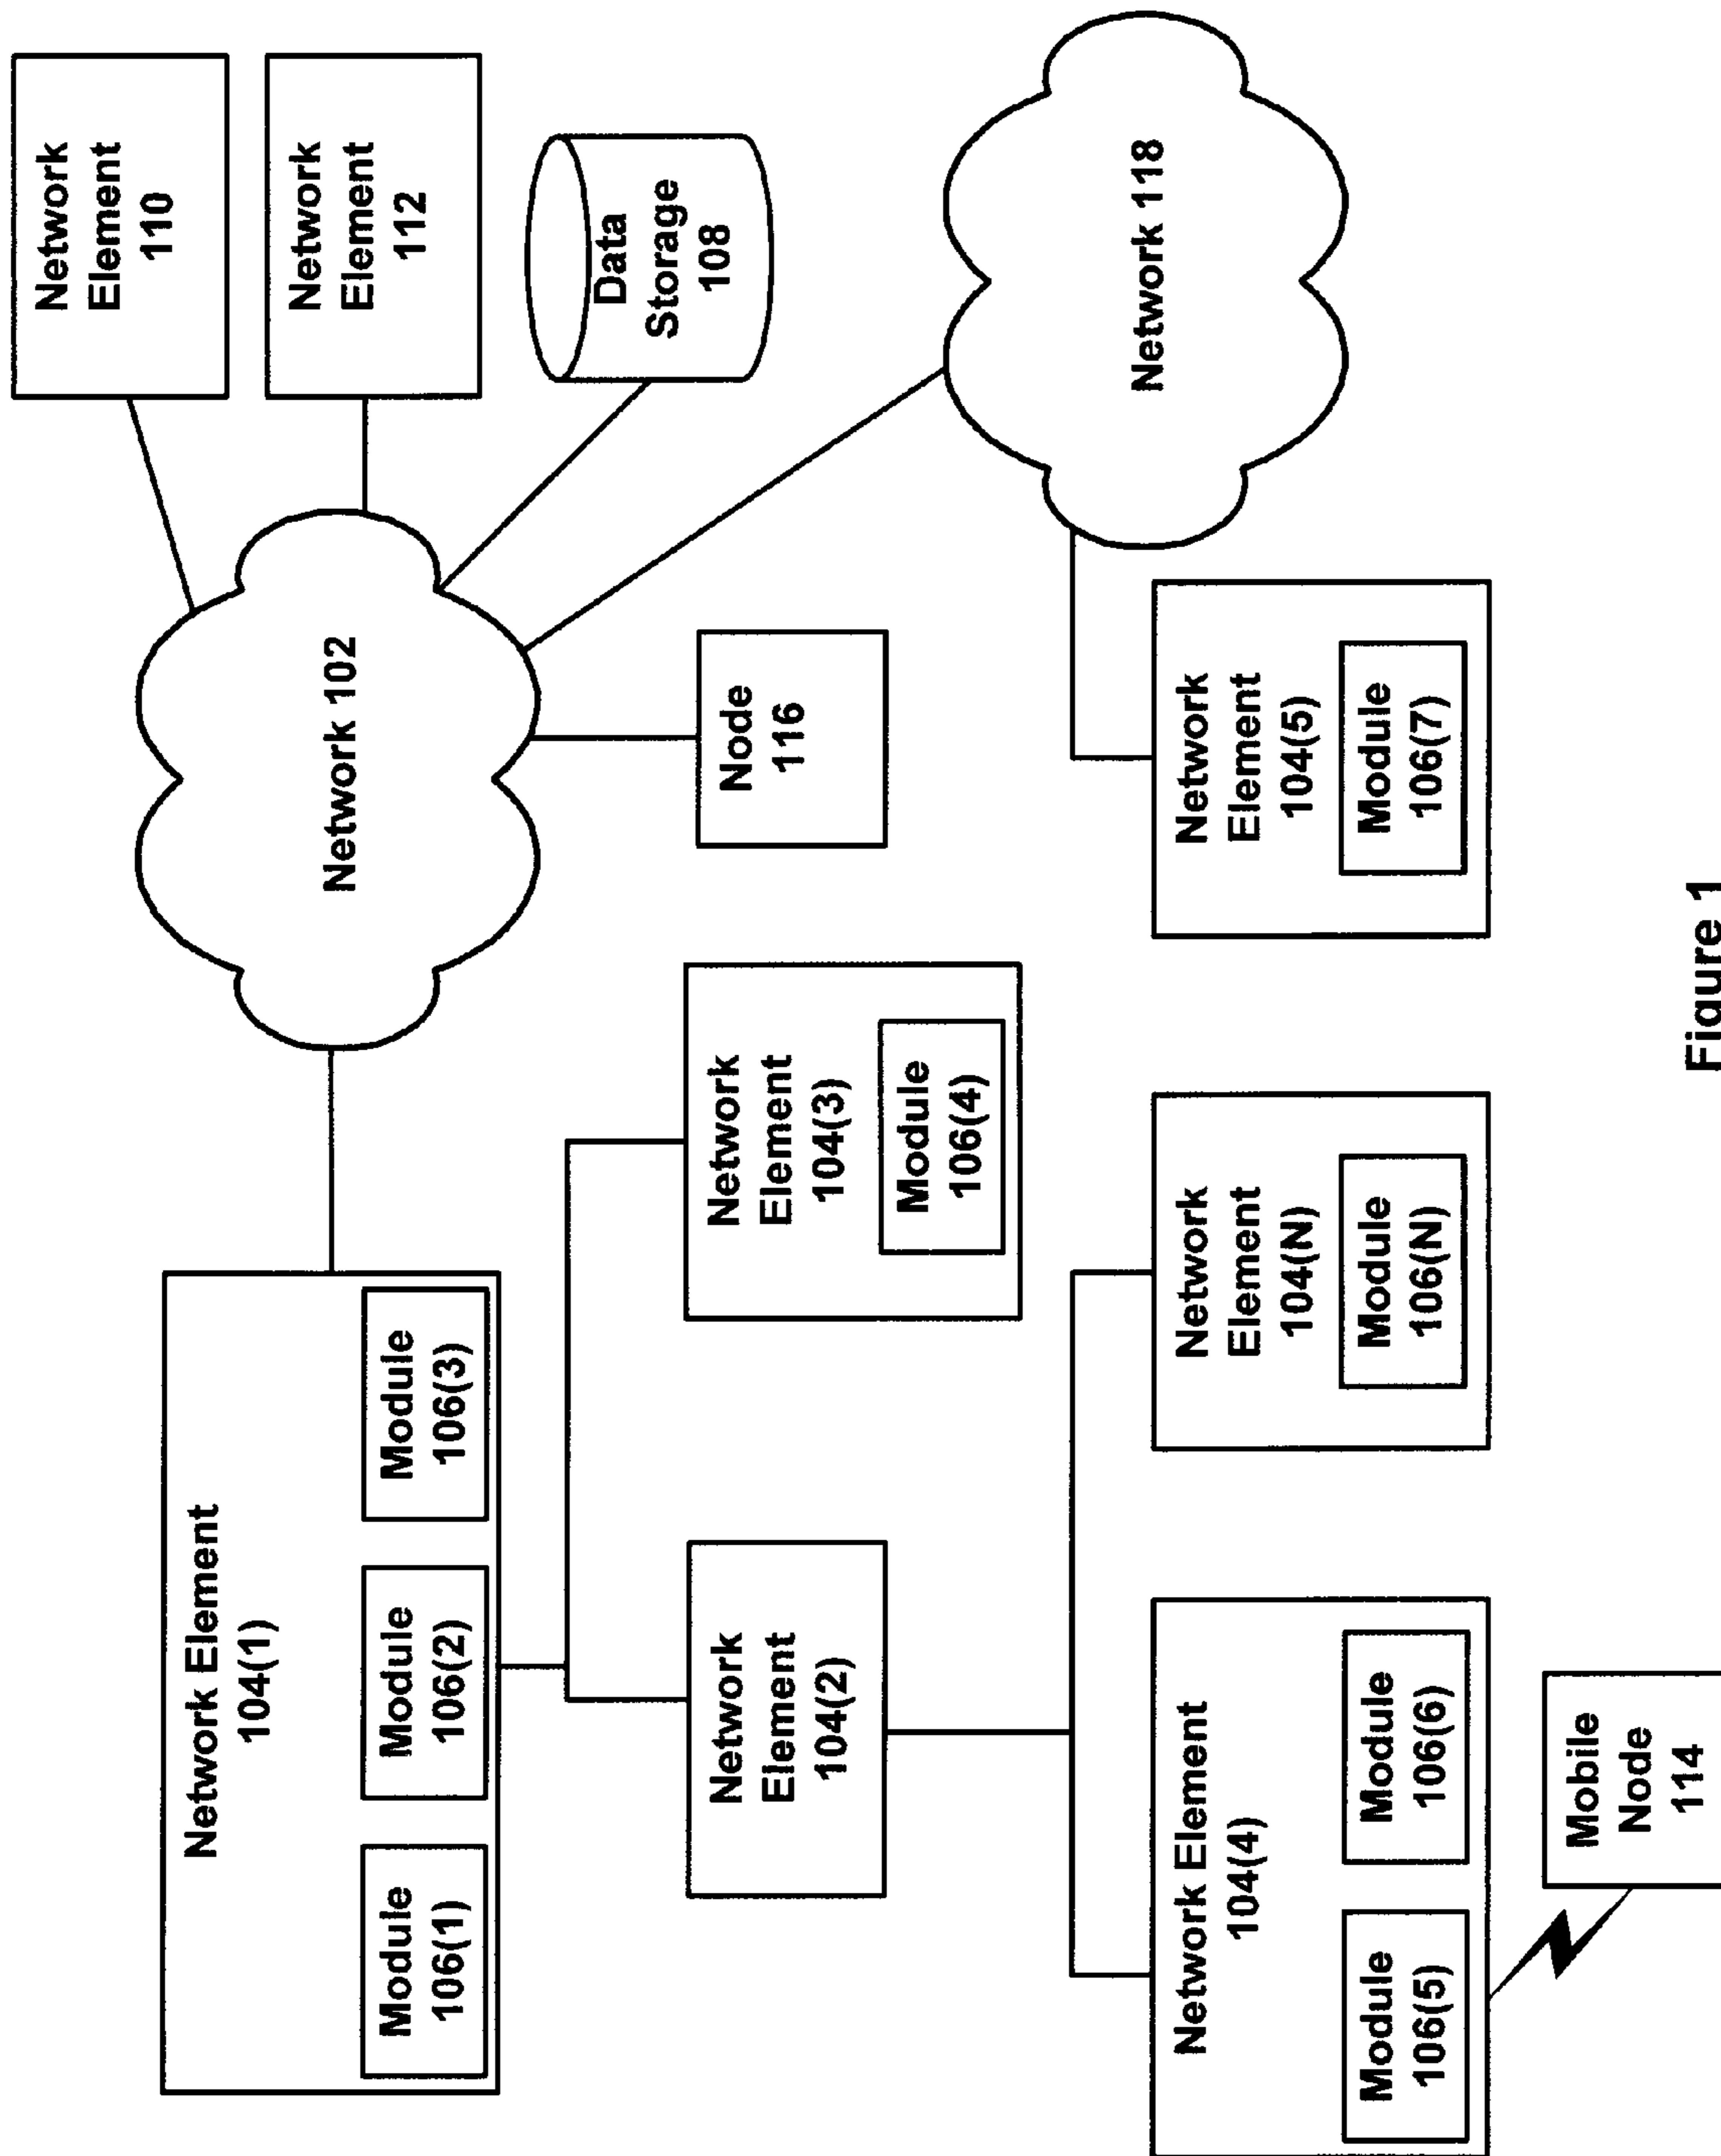 Network Element
104(1)
Module
106(1)
Module
106(2)
Module
106(3)
Network 102
Network
Element
110
Network
Element
112
Data
Storage
108
Network
Element
104(2)
Network
Element
104(3)
Module
106(4)
Node
116
Network 118
Network Element
104(4)
Module
106(5)
Module
106(6)
Network
Element
104(N)
Module
106(N)
Network
Element
104(5)
Module
106(7)
Mobile
Node
114
Figure 1